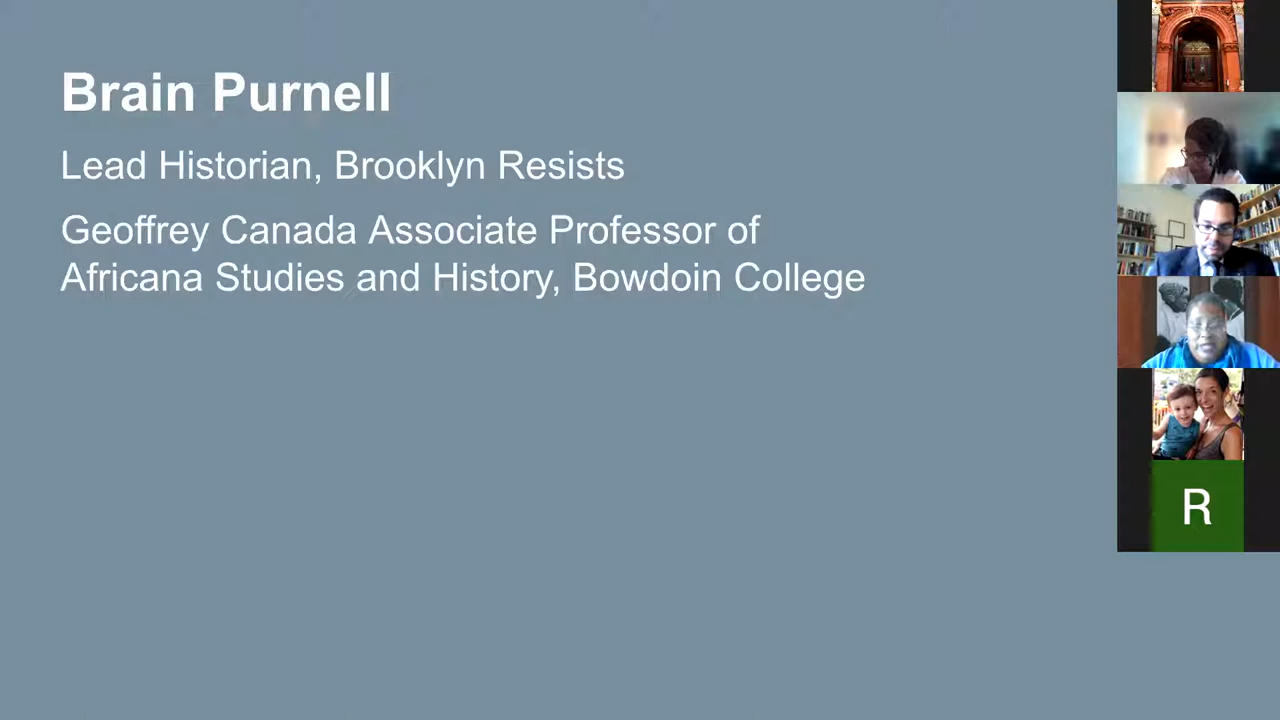 Brain Purnell
Lead Historian, Brooklyn Resists
Geoffrey Canada Associate Professor of
Africana Studies and History, Bowdoin College
R